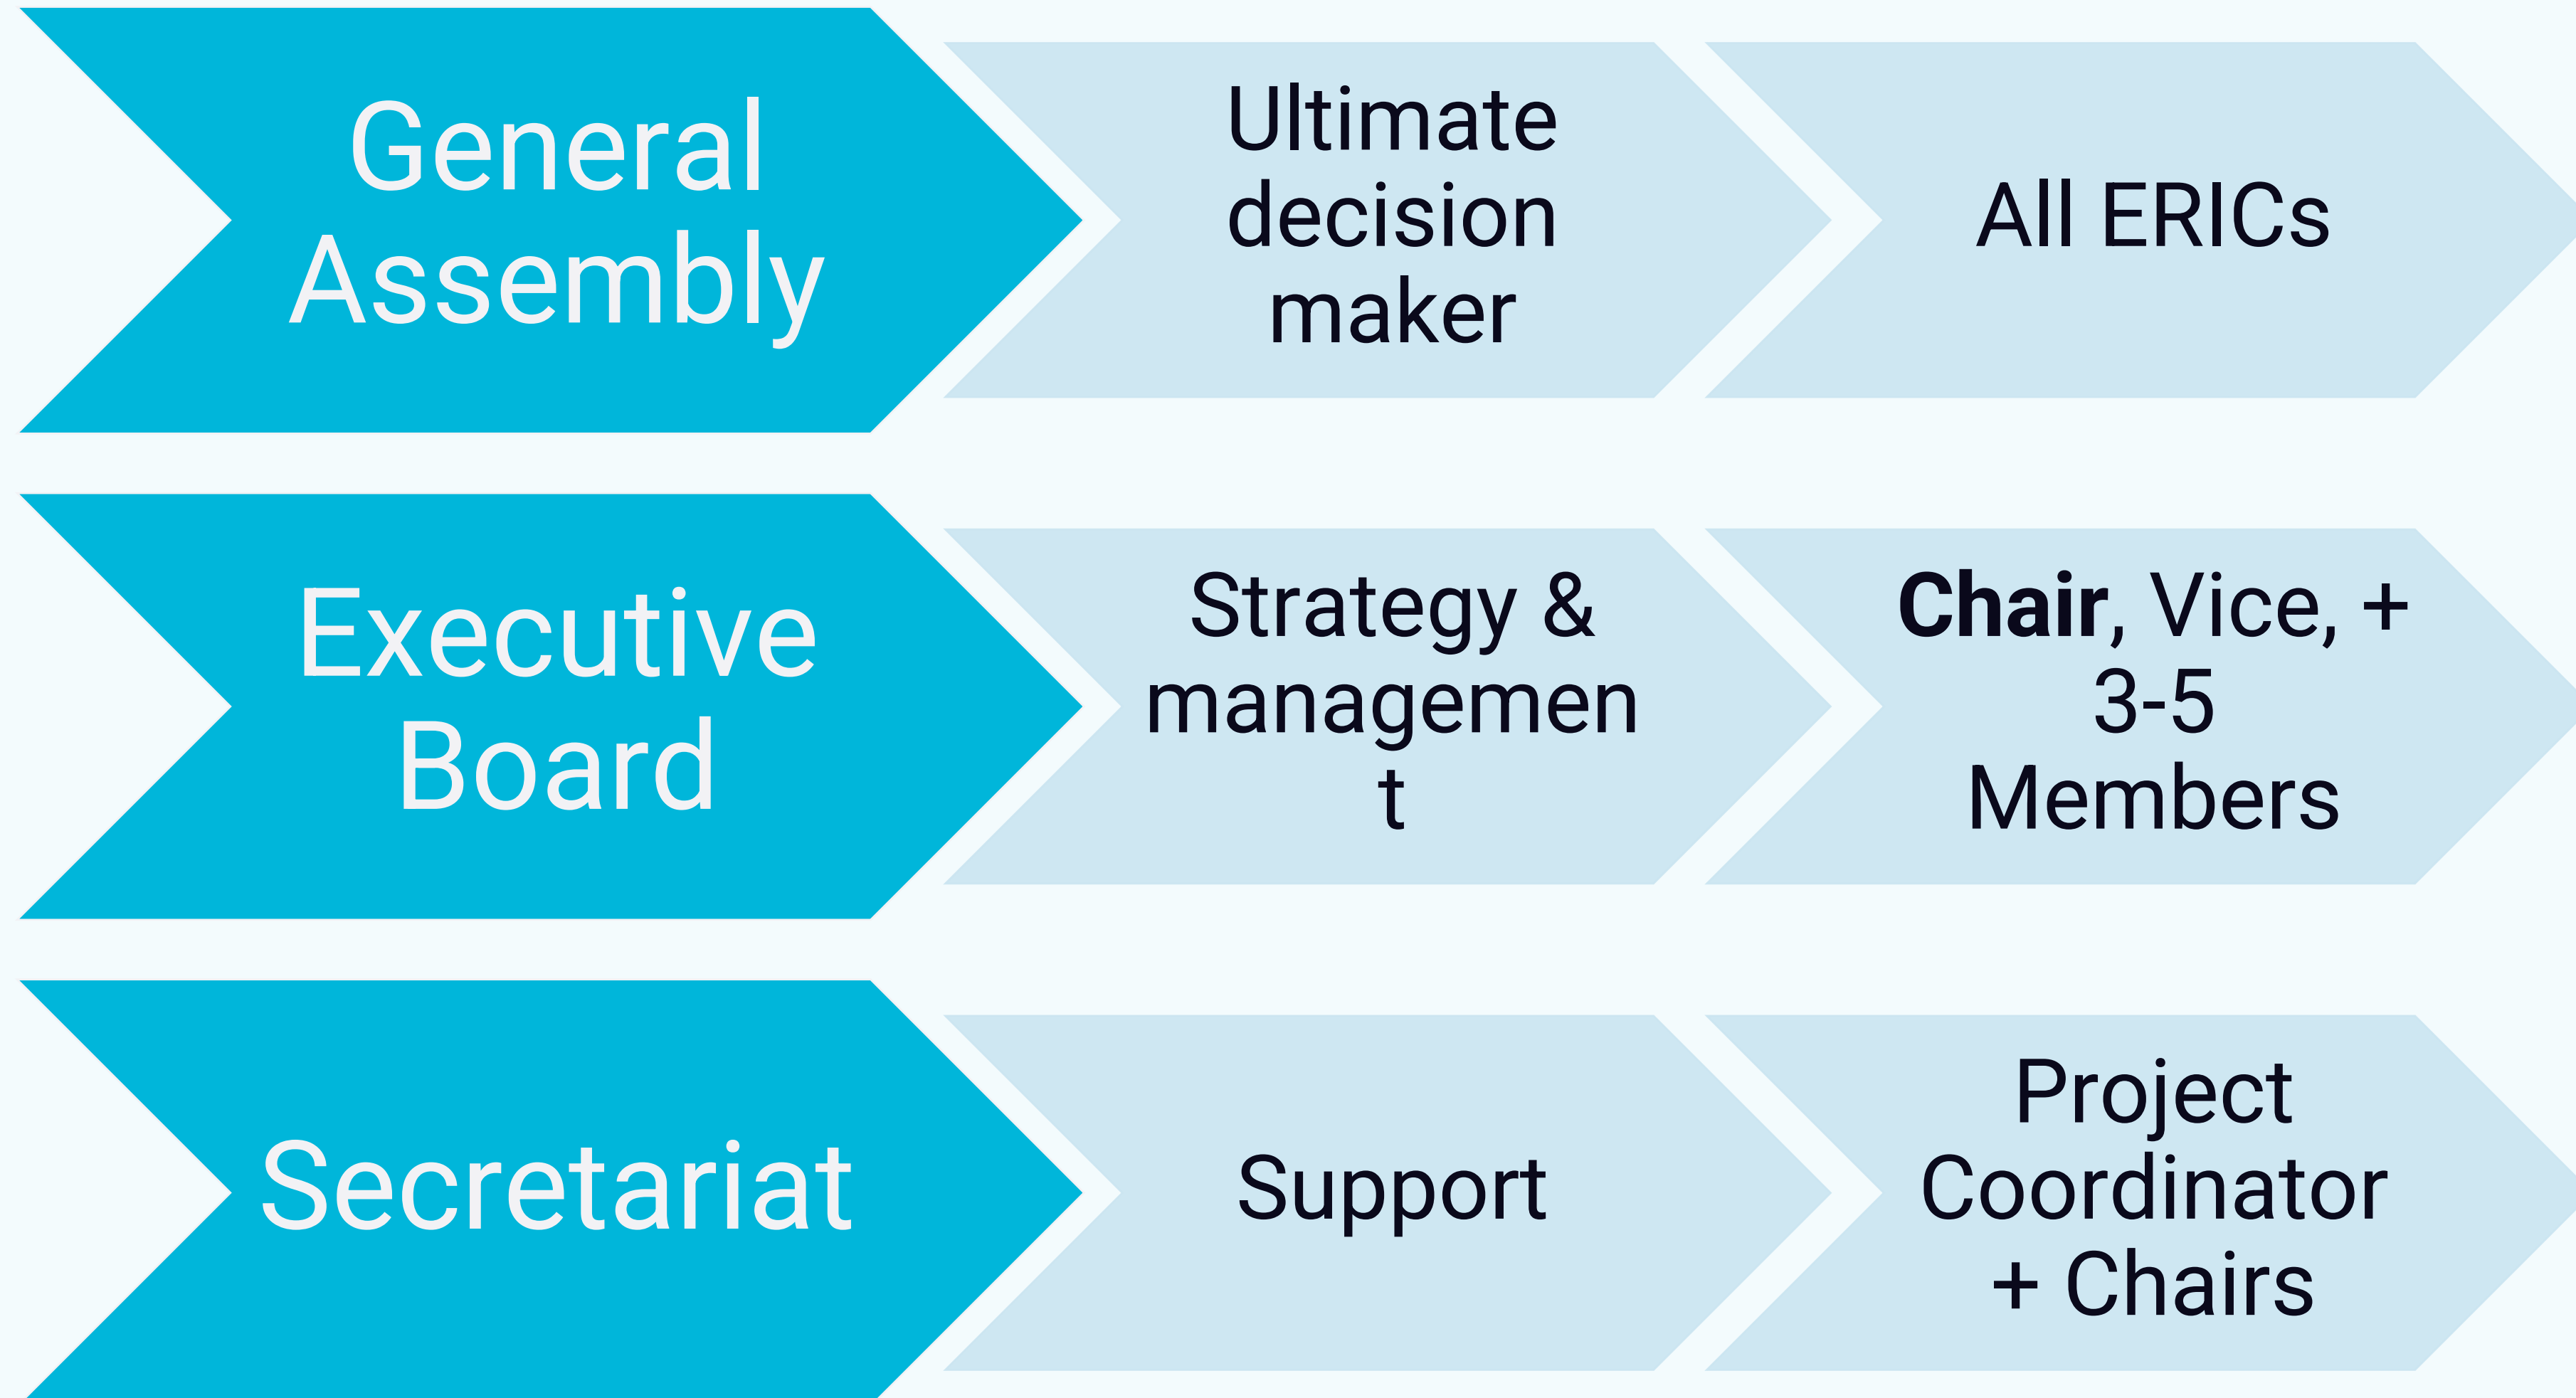 General
Assembly
Ultimate
decision
maker
All ERICs
Executive
Board
Strategy &
managemen
t
Chair, Vice, +
3-5
Members
Secretariat
Support
Project
Coordinator
+ Chairs